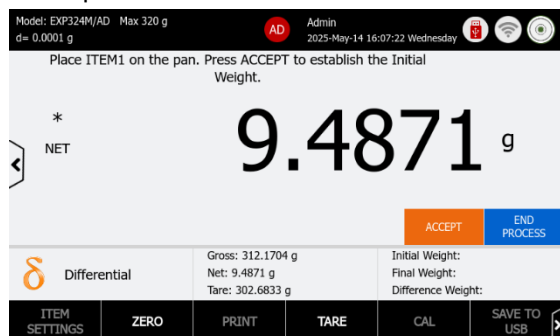 Model: EXP324M/AD Max 320 g
d= 0.0001 g
AD
Admin
2025-May-14 16:07:22 Wednesday
Place ITEM1 on the pan. Press ACCEPT to establish the Initial
Weight.
*
NET
9.4871 g
ACCEPT
END
PROCESS
δ
Differential
Gross: 312.1704 g
Net: 9.4871 g
Tare: 302.6833 g
Initial Weight:
Final Weight:
Difference Weight:
ITEM
SETTINGS
ZERO
PRINT
TARE
CAL
SAVE TO
USB